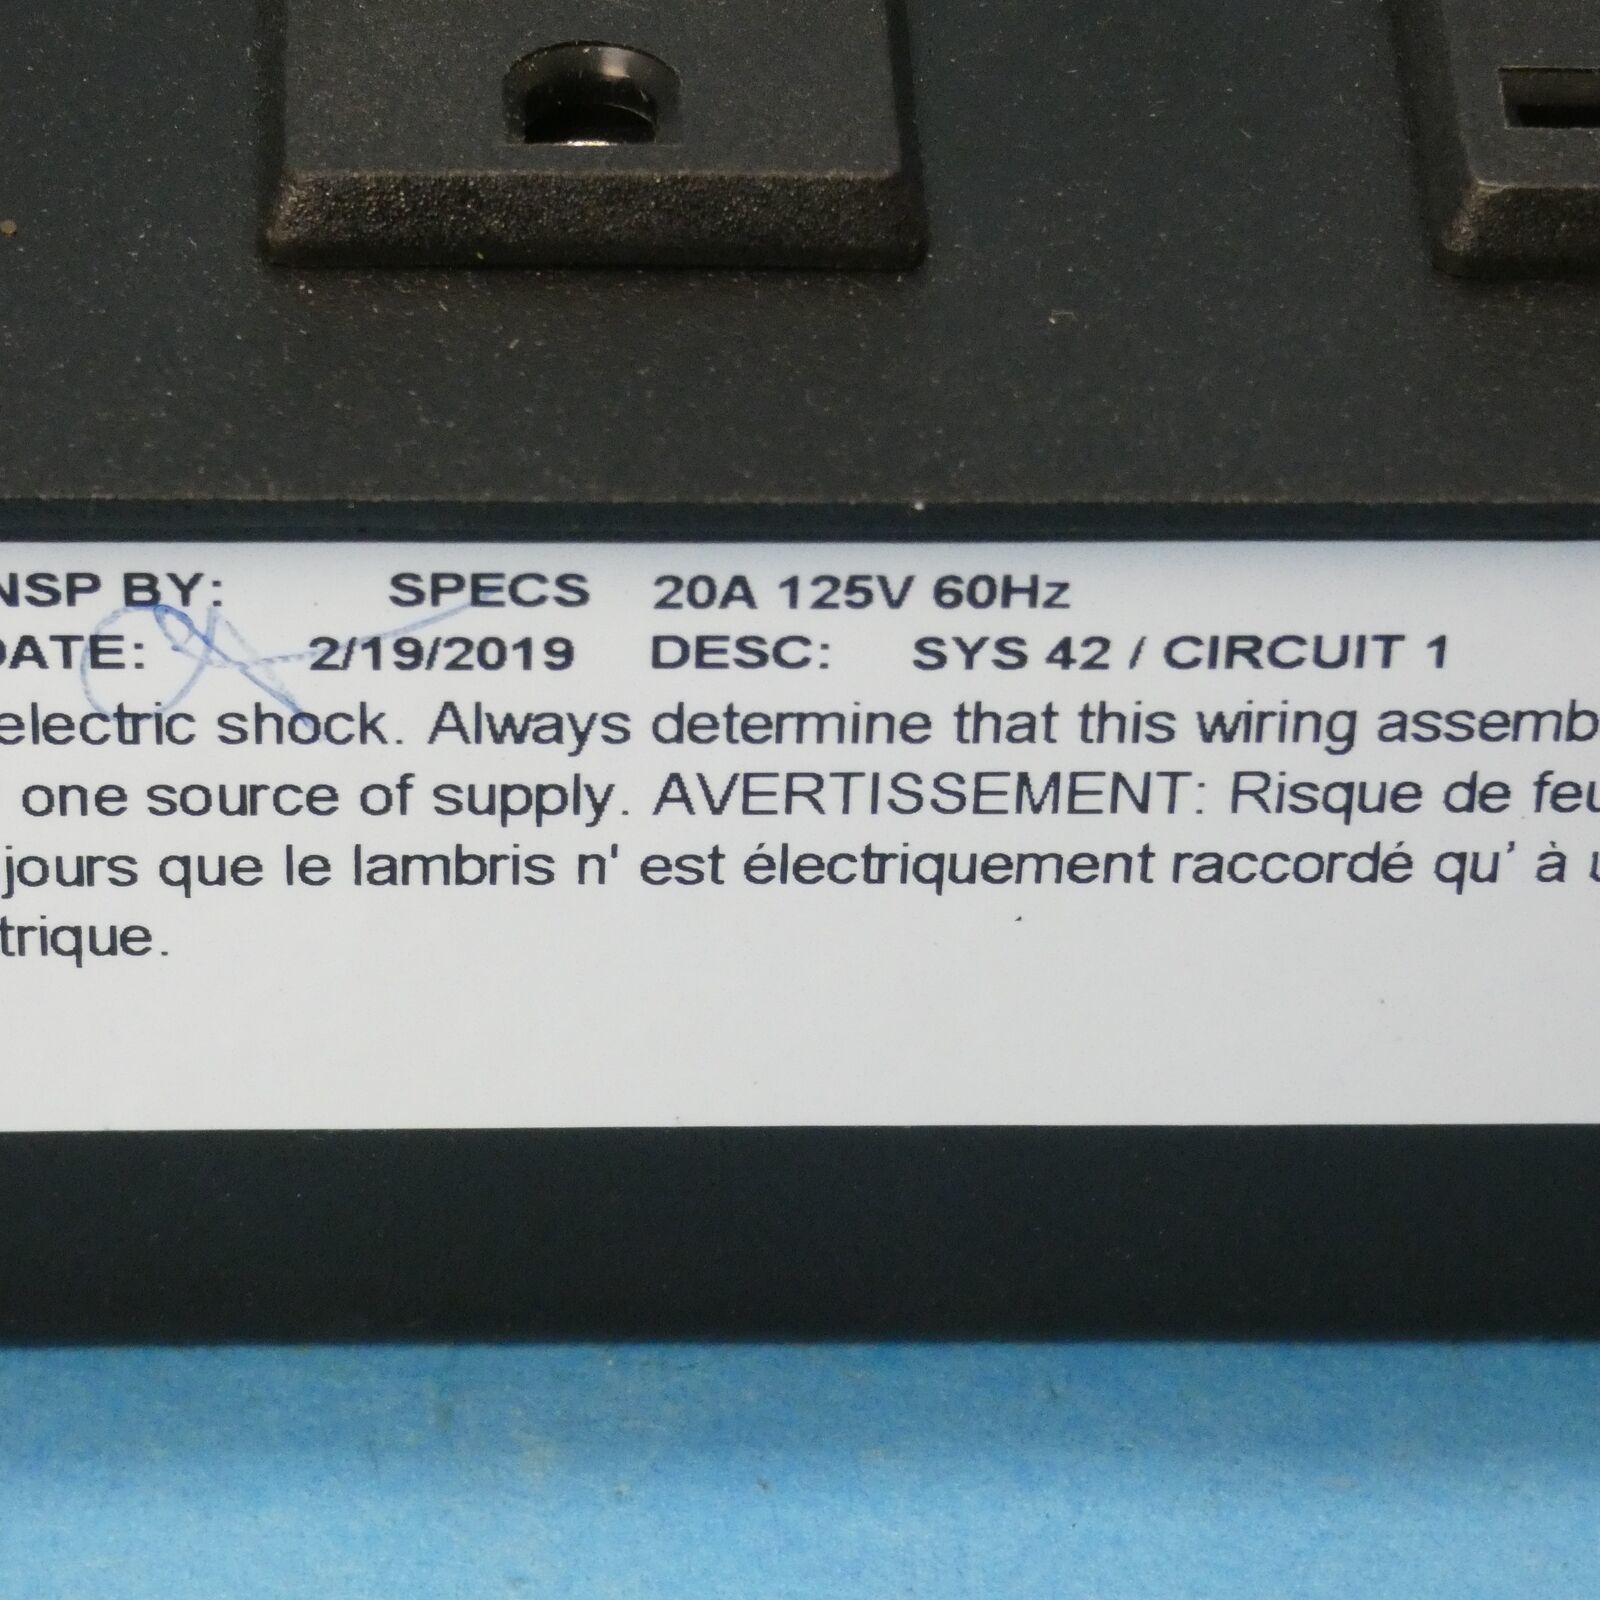 NSP BY: SPECS 20A 125V 60Hz
DATE: 2/19/2019 DESC: SYS 42 / CIRCUIT 1
electric shock. Always determine that this wiring assemb
one source of supply. AVERTISSEMENT: Risque de feu
jours que le lambris n' est électriquement raccordé qu' à u
trique.